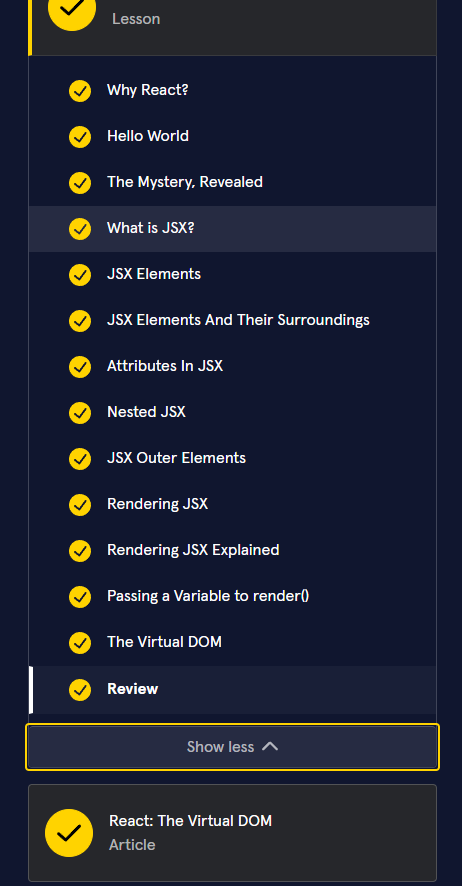 Lesson
Why React?
Hello World
The Mystery, Revealed
What is JSX?
JSX Elements
JSX Elements And Their Surroundings
Attributes In JSX
Nested JSX
JSX Outer Elements
Rendering JSX
Rendering JSX Explained
Passing a Variable to render()
The Virtual DOM
Review
Show less
React: The Virtual DOM
Article